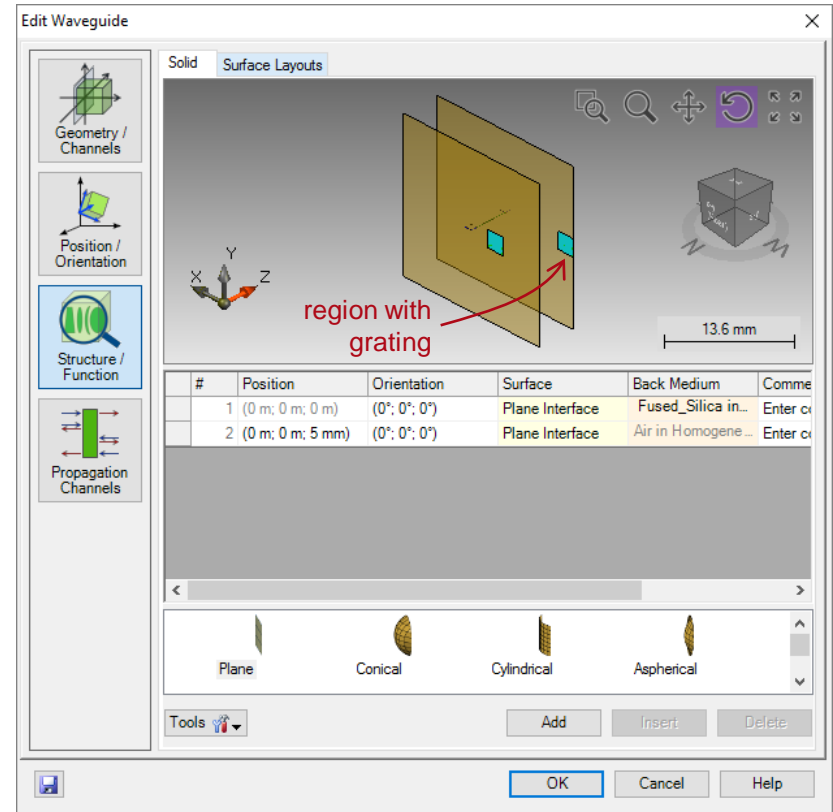 Edit Waveguide
Solid
Surface Layouts
Geometry /
Channels
Position /
Orientation
Structure /
Function
Propagation
Channels
Y
X
Z
region with
grating
13.6 mm
# Position Orientation Surface Back Medium Comme
1 (0 m; 0 m; 0 m) (0°; 0°; 0°) Plane Interface Fused_Silica in...
Enter co
2 (0 m; 0 m; 5 mm) (0°; 0°; 0°) Plane Interface Air in Homogene... Enter co
Plane Conical Cylindrical Aspherical
Tools Add Insert Delete
OK Cancel Help